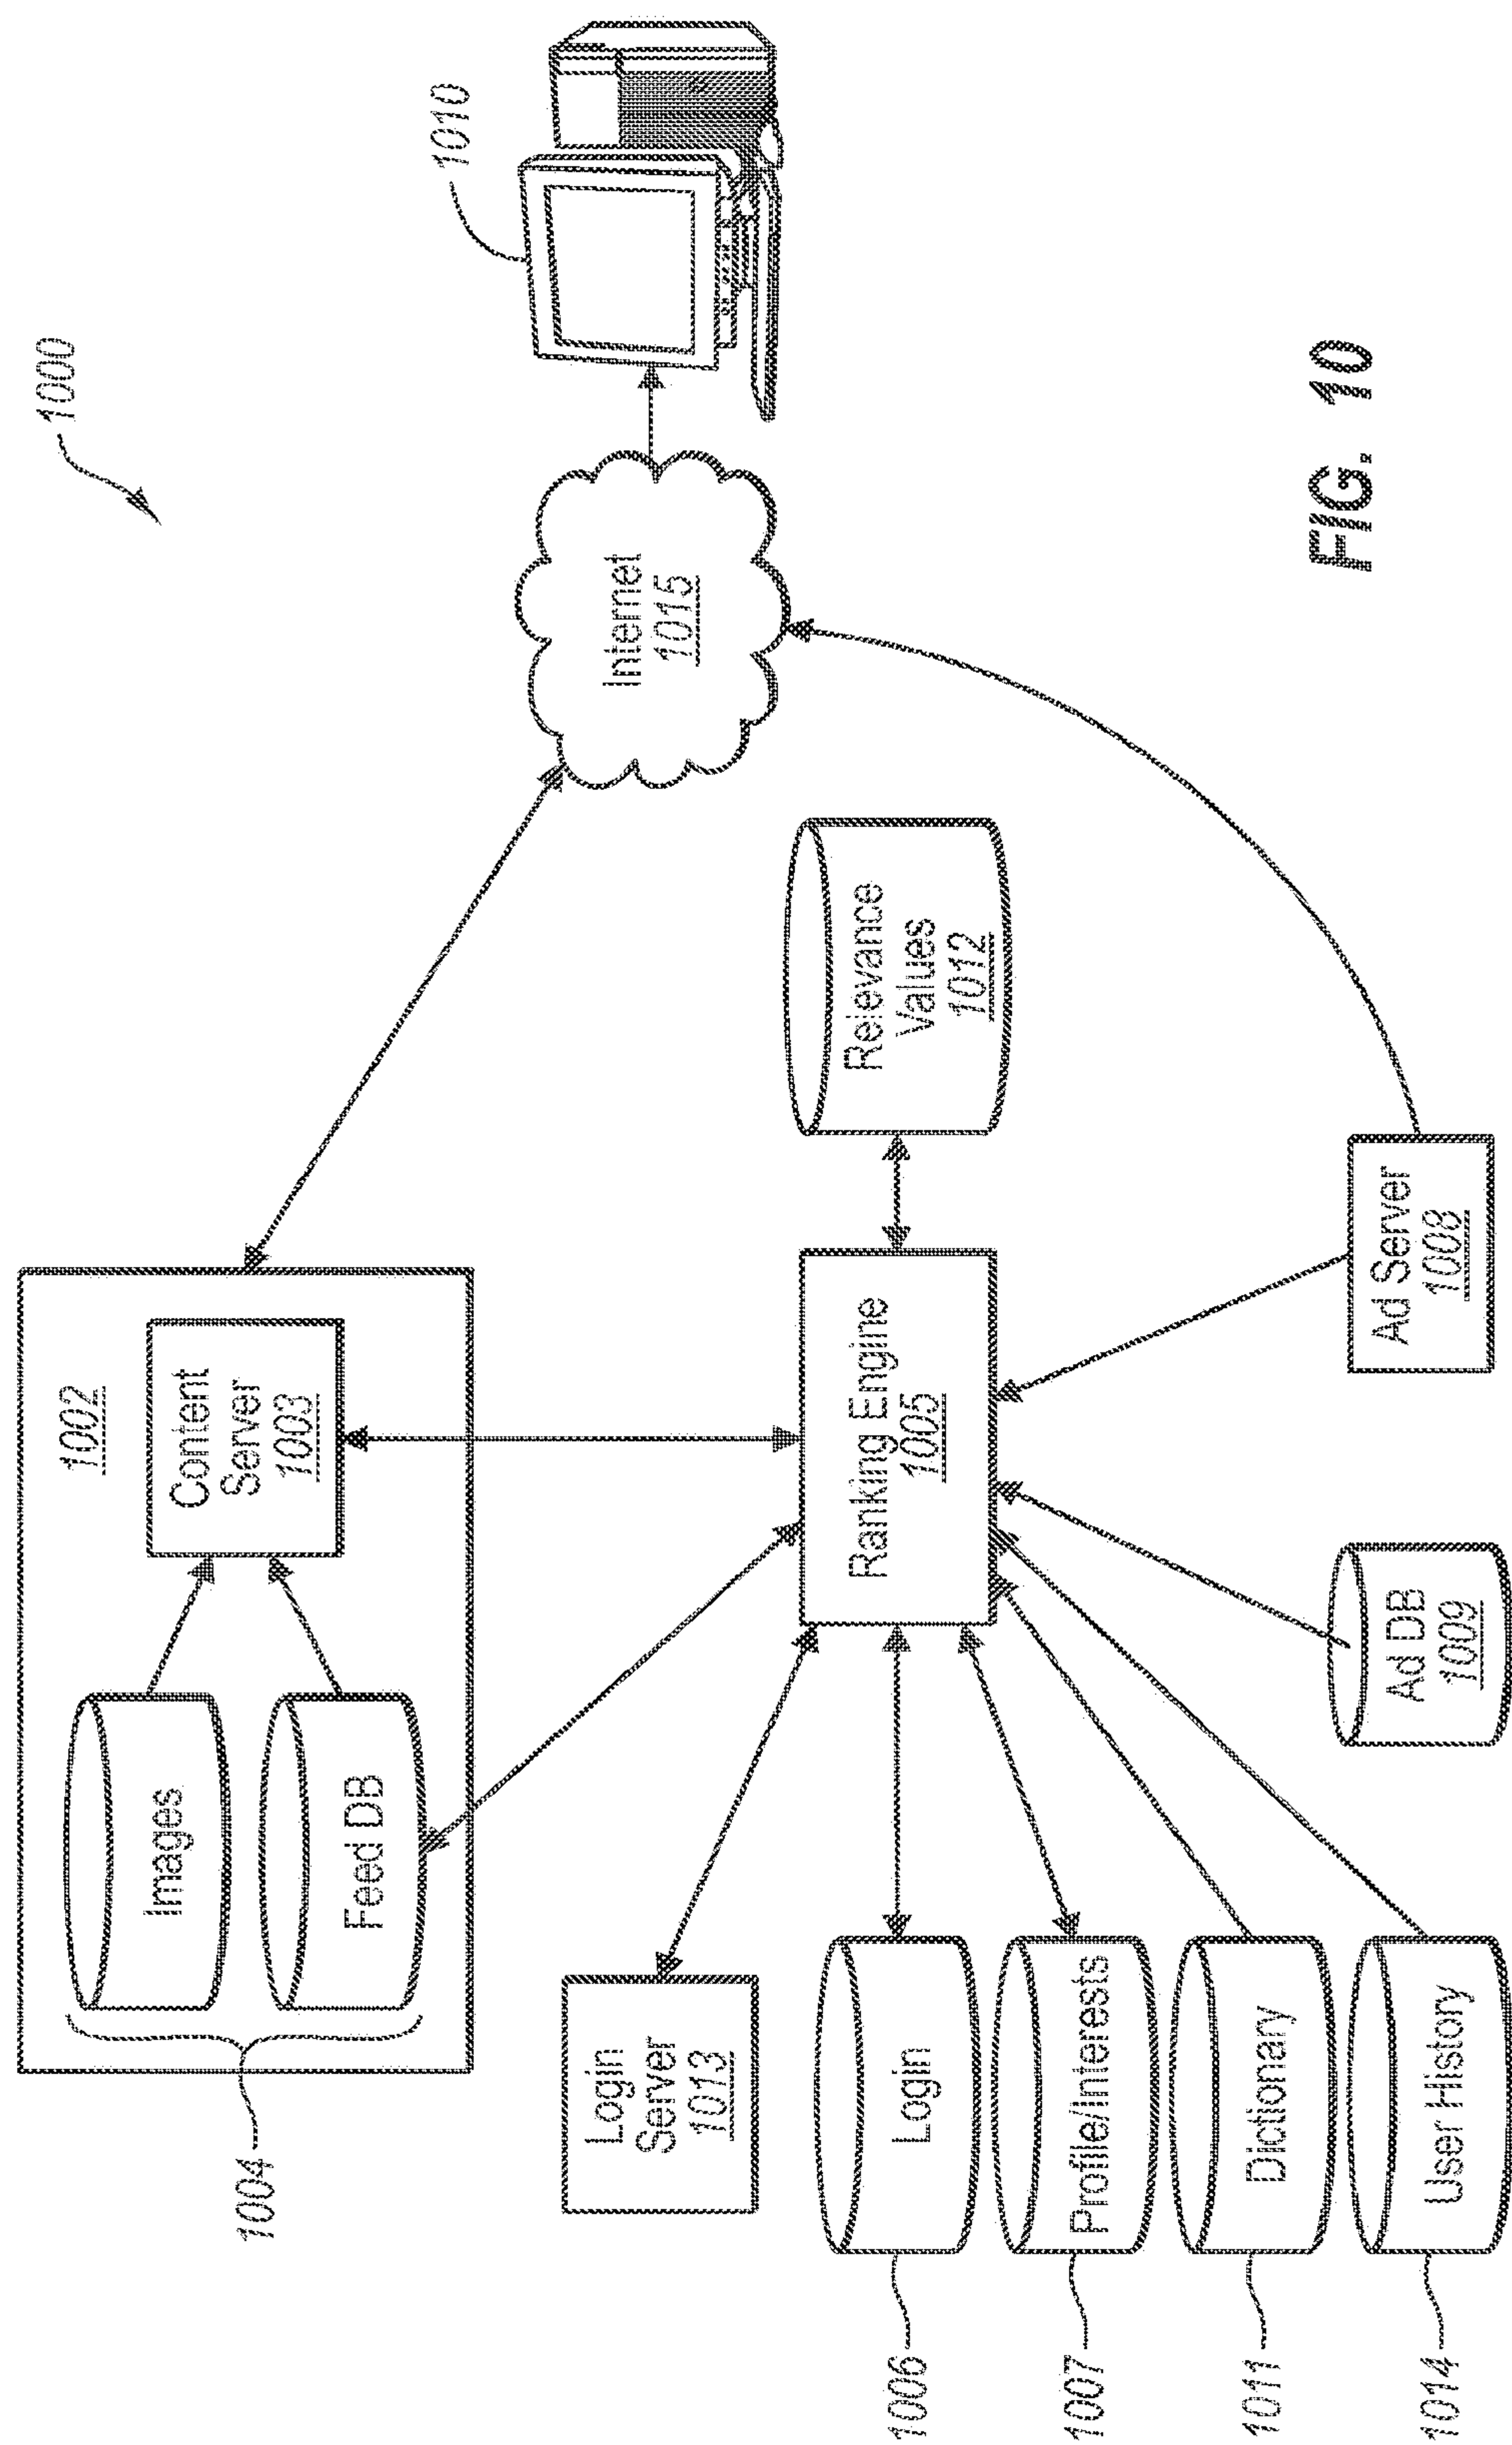 1000
1010
1002
Content
Server
1003
Images
Feed DB
1004
Internet
1015
Login
Server
1013
Ranking Engine
1005
Relevance
Values
1012
1006
Login
1007
Profile/Interests
1011
Dictionary
1014
User History
Ad DB
1009
Ad Server
1008
FIG. 10